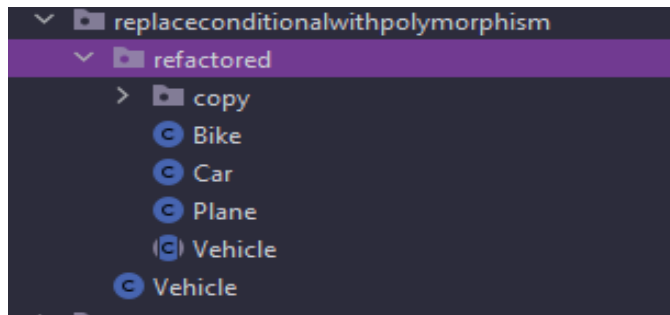 replaceconditionalwithpolymorphism
refactored
copy
C Bike
C Car
C Plane
C Vehicle
C Vehicle